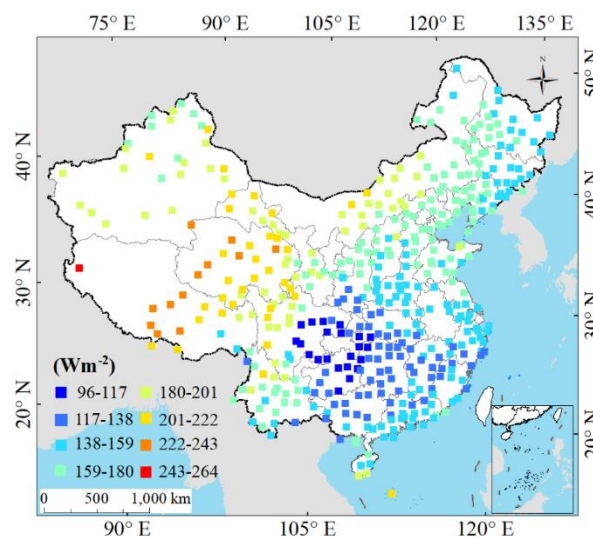 75° E 90° E 105° E 120° E 135° E
N
50° N
40° N
40° N
30° N
30° N
20° N
20° N
(Wm⁻²)
96-117 180-201
117-138 201-222
138-159 222-243
159-180 243-264
0 500 1,000 km
90° E 105° E 120° E